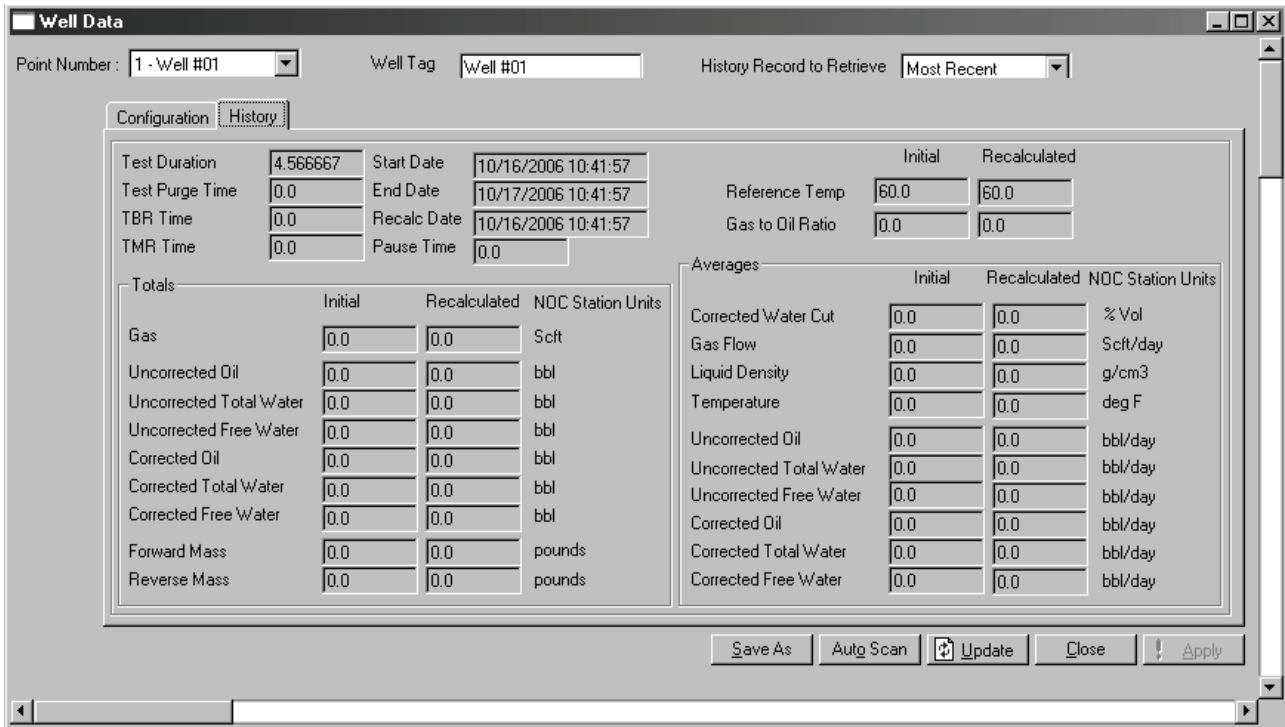 Well Data
Point Number : 1 - Well #01 Well Tag Well #01 History Record to Retrieve Most Recent
Configuration History
Test Duration 4.566667 Start Date 10/16/2006 10:41:57
Test Purge Time 0.0 End Date 10/17/2006 10:41:57
TBR Time 0.0 Recalc Date 10/16/2006 10:41:57
TMR Time 0.0 Pause Time 0.0
Initial Recalculated
Reference Temp 60.0 60.0
Gas to Oil Ratio 0.0 0.0
Totals
Initial Recalculated NOC Station Units
Gas 0.0 0.0 Scft
Uncorrected Oil 0.0 0.0 bbl
Uncorrected Total Water 0.0 0.0 bbl
Uncorrected Free Water 0.0 0.0 bbl
Corrected Oil 0.0 0.0 bbl
Corrected Total Water 0.0 0.0 bbl
Corrected Free Water 0.0 0.0 bbl
Forward Mass 0.0 0.0 pounds
Reverse Mass 0.0 0.0 pounds
Averages
Initial Recalculated NOC Station Units
Corrected Water Cut 0.0 0.0 % Vol
Gas Flow 0.0 0.0 Scft/day
Liquid Density 0.0 0.0 g/cm3
Temperature 0.0 0.0 deg F
Uncorrected Oil 0.0 0.0 bbl/day
Uncorrected Total Water 0.0 0.0 bbl/day
Uncorrected Free Water 0.0 0.0 bbl/day
Corrected Oil 0.0 0.0 bbl/day
Corrected Total Water 0.0 0.0 bbl/day
Corrected Free Water 0.0 0.0 bbl/day
Save As Auto Scan Update Close ! Apply